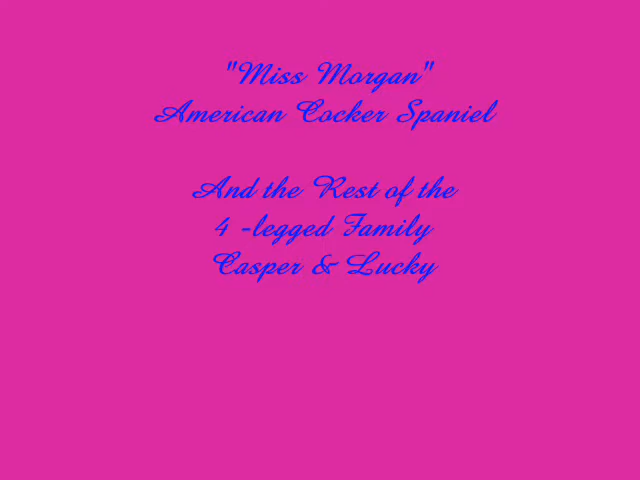 "Miss Morgan"
American Cocker Spaniel
And the Rest of the
4 -legged Family
Casper & Lucky